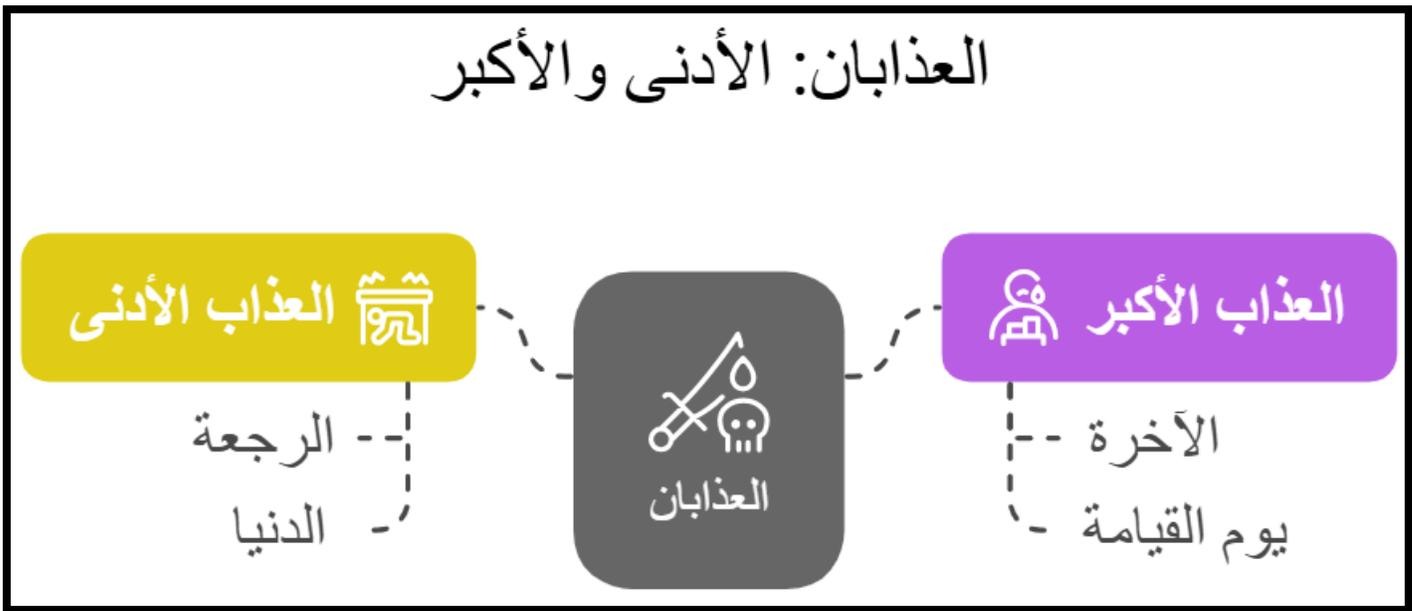 العذابان: الأدنى والأكبر
العذاب الأكبر
الآخرة
يوم القيامة
العذابان
العذاب الأدنى
الرجعة
الدنيا